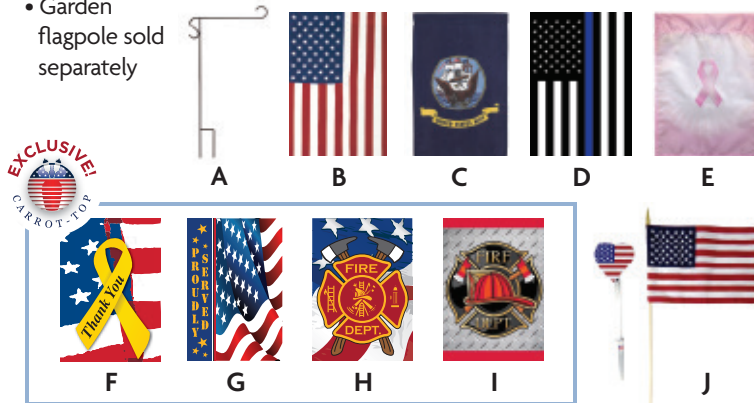 • Garden
flagpole sold
separately
A
B
C
D
E
EXCLUSIVE!
CARROT-TOP
Thank You
PROUDLY
SERVED
FIRE
DEPT.
FIRE
DEPT
F
G
H
I
J